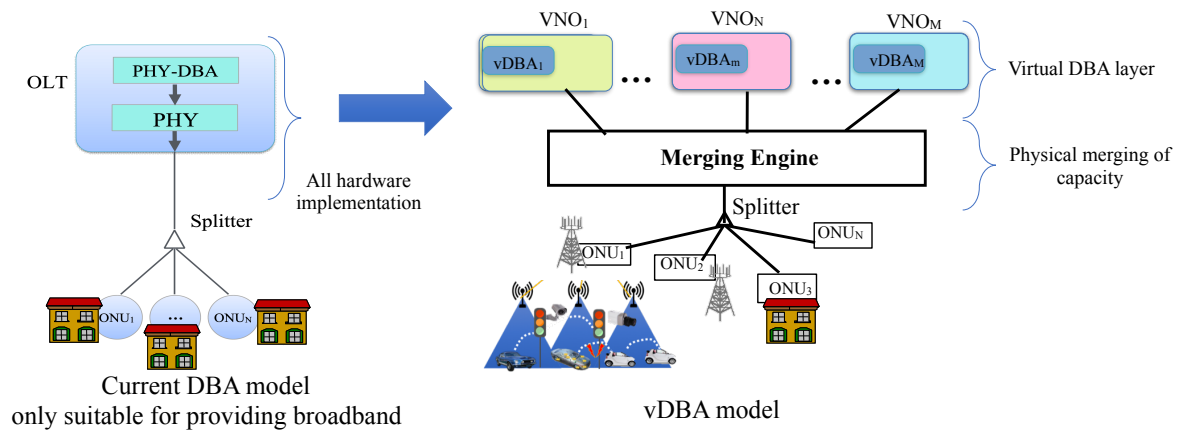 OLT
PHY-DBA
PHY
All hardware
implementation
Splitter
ONU1
...
ONUN
Current DBA model
only suitable for providing broadband
VNO1
VNON
VNOM
vDBA1
...
vDBAm
...
vDBAM
Virtual DBA layer
Merging Engine
Physical merging of
capacity
Splitter
ONU1
ONU2
ONU3
ONUN
vDBA model